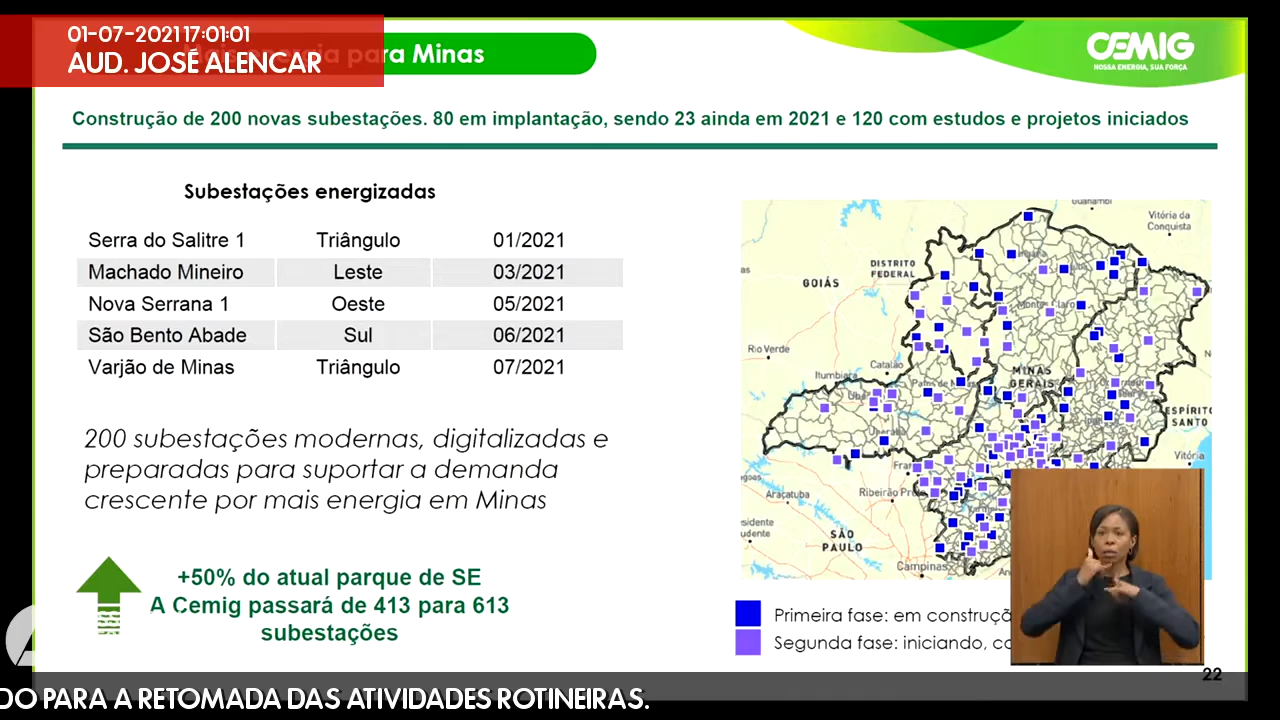 01-07-2021 17:01:01
AUD. JOSÉ ALENCAR
Mais energia para Minas
CEMIG
NOSSA ENERGIA, SUA FORÇA
Construção de 200 novas subestações. 80 em implantação, sendo 23 ainda em 2021 e 120 com estudos e projetos iniciados
Subestações energizadas
Serra do Salitre 1 Triângulo 01/2021
Machado Mineiro Leste 03/2021
Nova Serrana 1 Oeste 05/2021
São Bento Abade Sul 06/2021
Varjão de Minas Triângulo 07/2021
200 subestações modernas, digitalizadas e
preparadas para suportar a demanda
crescente por mais energia em Minas
+50% do atual parque de SE
A Cemig passará de 413 para 613
subestações
Guanambi
Vitória da
Conquista
DISTRITO
FEDERAL
GOIÁS
Rio Verde
Catalão
Itumbiara
MINAS
GERAIS
ESPÍRITO
SANTO
Vitória
Araçatuba
Ribeirão Pre
SÃO
PAULO
Campinas
Primeira fase: em construçã
Segunda fase: iniciando, co
22
DO PARA A RETOMADA DAS ATIVIDADES ROTINEIRAS.